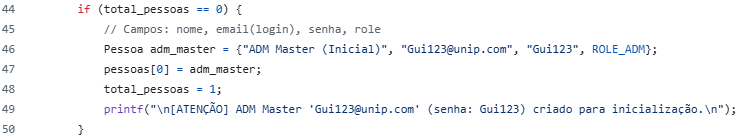 44 if (total_pessoas == 0) {
45 // Campos: nome, email(login), senha, role
46 Pessoa adm_master = {"ADM Master (Inicial)", "Gui123@unip.com", "Gui123", ROLE_ADM};
47 pessoas[0] = adm_master;
48 total_pessoas = 1;
49 printf("\n[ATENÇÃO] ADM Master 'Gui123@unip.com' (senha: Gui123) criado para inicialização.\n");
50 }